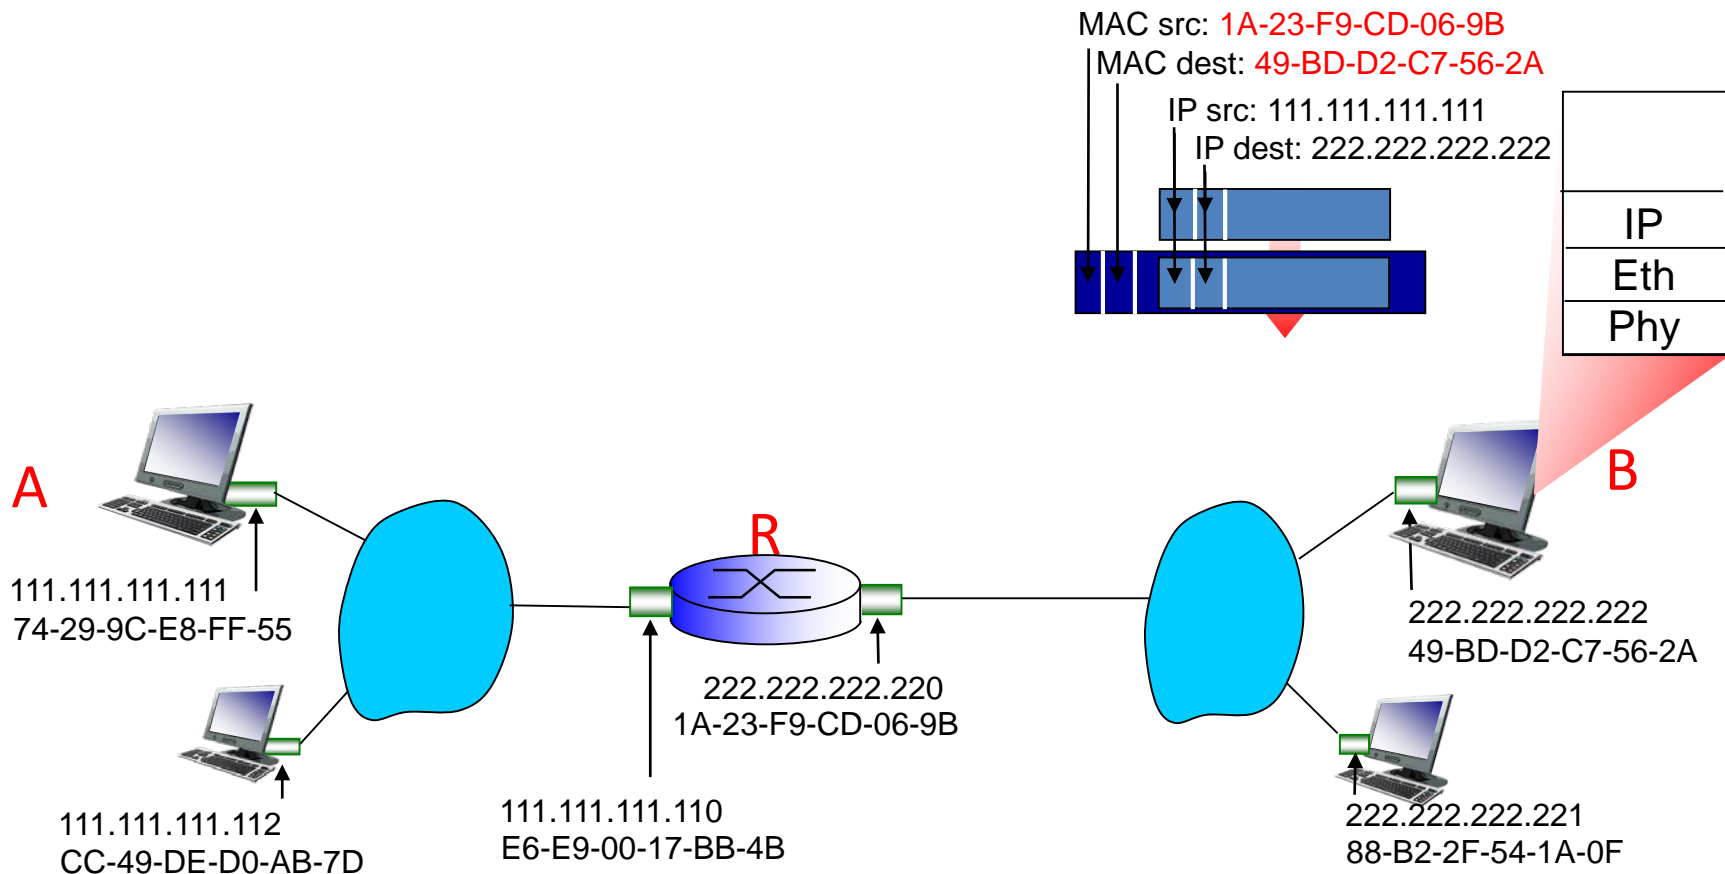 MAC src: 1A-23-F9-CD-06-9B
MAC dest: 49-BD-D2-C7-56-2A
IP src: 111.111.111.111
IP dest: 222.222.222.222
IP
Eth
Phy
A
R
B
111.111.111.111
74-29-9C-E8-FF-55
222.222.222.222
49-BD-D2-C7-56-2A
222.222.222.220
1A-23-F9-CD-06-9B
111.111.111.112
CC-49-DE-D0-AB-7D
111.111.111.110
E6-E9-00-17-BB-4B
222.222.222.221
88-B2-2F-54-1A-0F